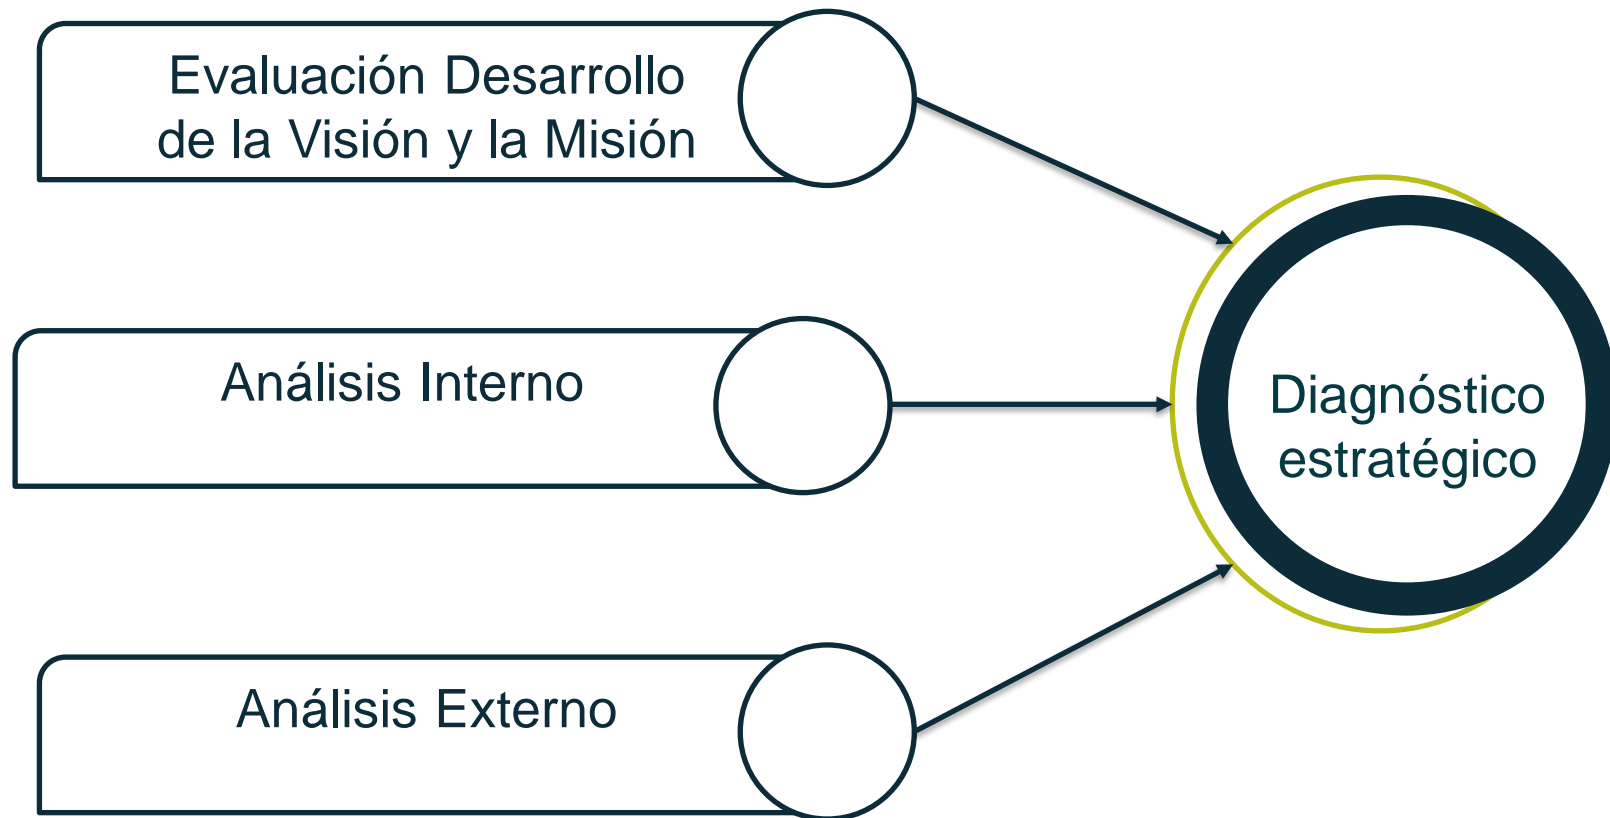 Evaluación Desarrollo
de la Visión y la Misión
Análisis Interno
Diagnóstico
estratégico
Análisis Externo